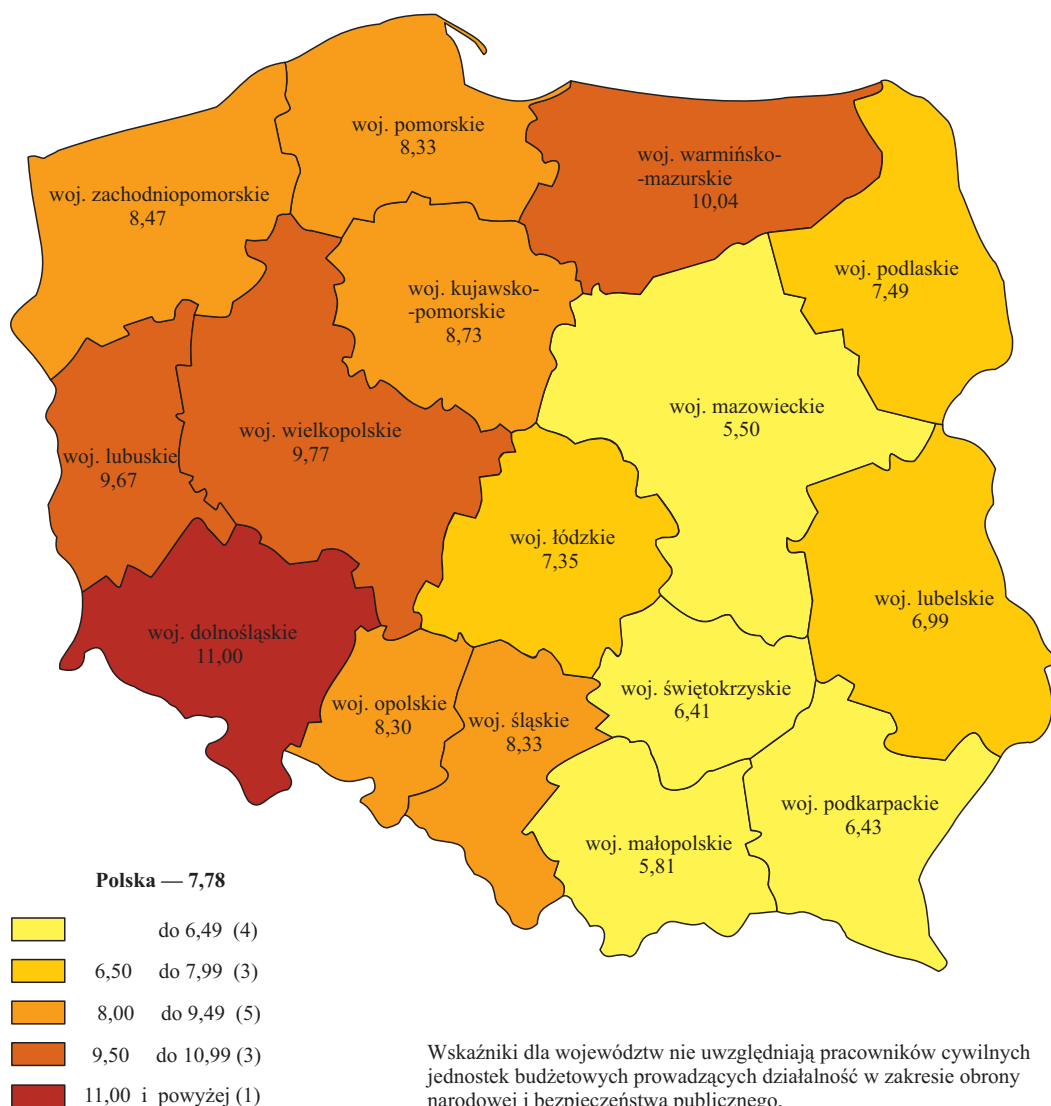 woj. pomorskie
8,33
woj. warmińsko-
-mazurskie
10,04
woj. zachodniopomorskie
8,47
woj. podlaskie
7,49
woj. kujawsko-
-pomorskie
8,73
woj. mazowieckie
5,50
woj. wielkopolskie
9,77
woj. lubuskie
9,67
woj. łódzkie
7,35
woj. lubelskie
6,99
woj. dolnośląskie
11,00
woj. świętokrzyskie
6,41
woj. opolskie
8,30
woj. śląskie
8,33
woj. podkarpackie
6,43
woj. małopolskie
5,81
Polska — 7,78
do 6,49 (4)
6,50 do 7,99 (3)
8,00 do 9,49 (5)
9,50 do 10,99 (3)
11,00 i powyżej (1)
Wskaźniki dla województw nie uwzględniają pracowników cywilnych
jednostek budżetowych prowadzących działalność w zakresie obrony
narodowej i bezpieczeństwa publicznego.